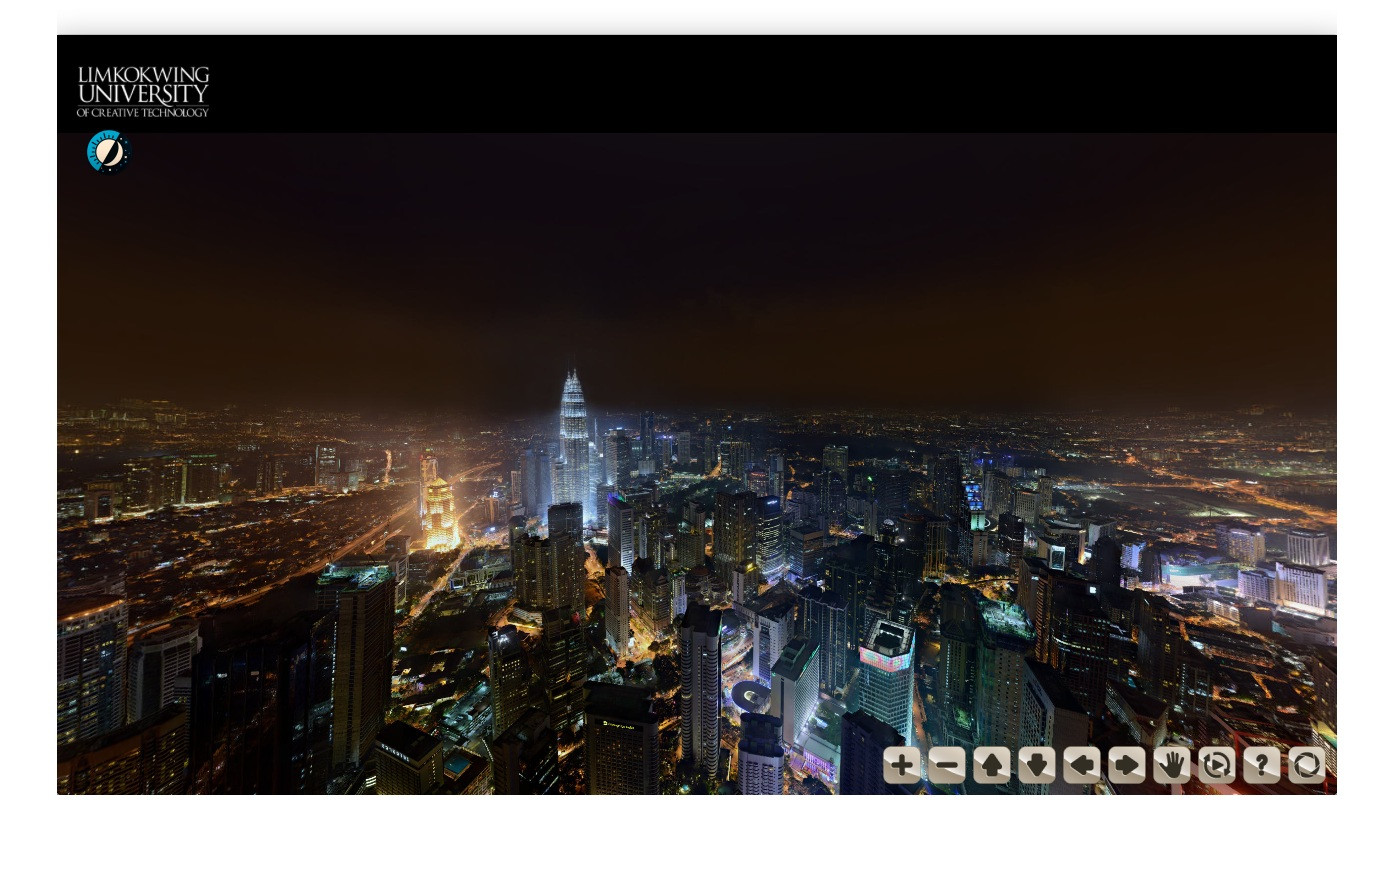 LIMKOKWING
UNIVERSITY
OF CREATIVE TECHNOLOGY
?